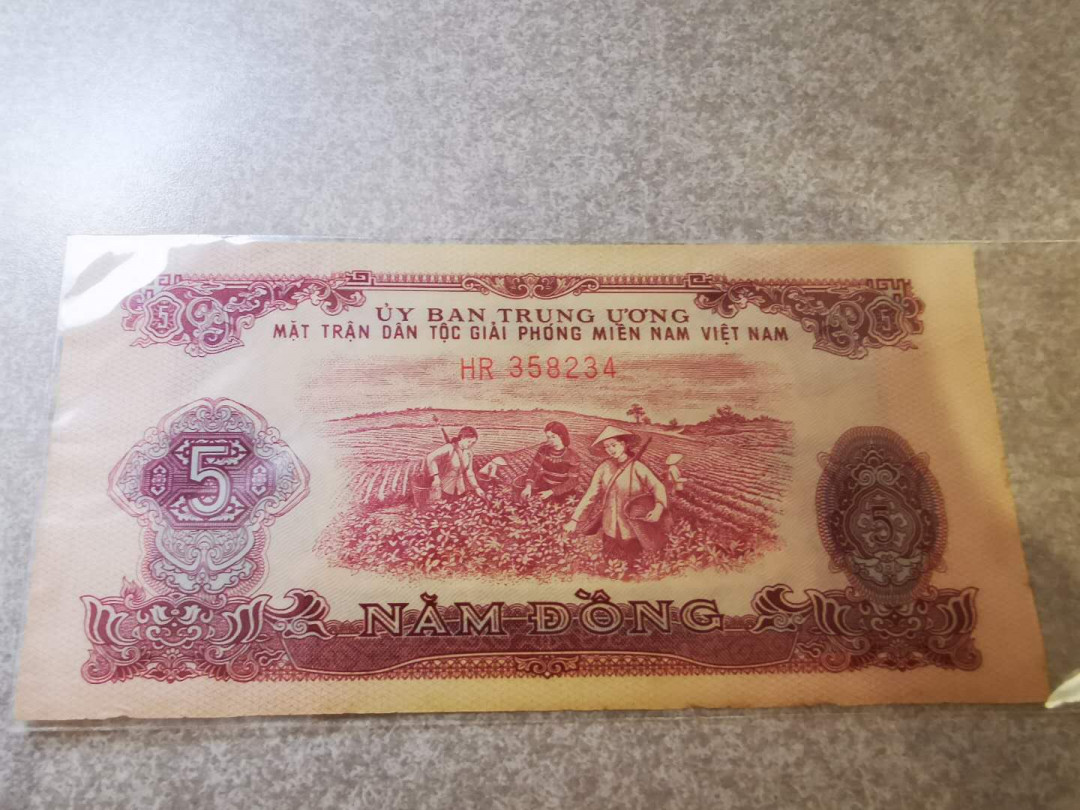 ỦY BAN TRUNG ƯƠNG
MẶT TRẬN DÂN TỘC GIẢI PHÓNG MIỀN NAM VIỆT NAM
HR 358234
5 5
5 5
NĂM ĐỒNG